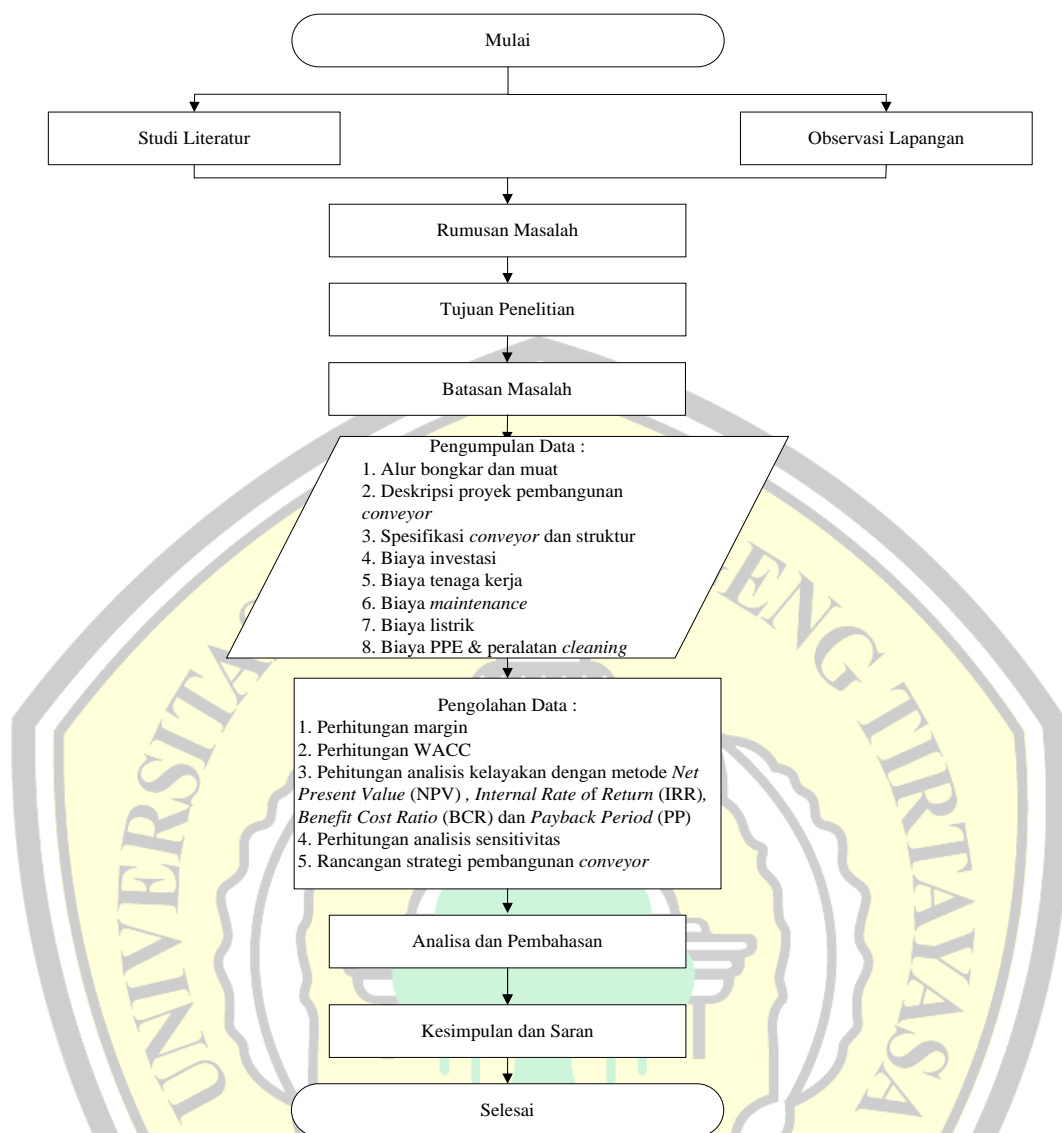 Mulai
Studi Literatur
Observasi Lapangan
Rumusan Masalah
Tujuan Penelitian
Batasan Masalah
Pengumpulan Data :
1. Alur bongkar dan muat
2. Deskripsi proyek pembangunan
conveyor
3. Spesifikasi conveyor dan struktur
4. Biaya investasi
5. Biaya tenaga kerja
6. Biaya maintenance
7. Biaya listrik
8. Biaya PPE & peralatan cleaning
Pengolahan Data :
1. Perhitungan margin
2. Perhitungan WACC
3. Pehitungan analisis kelayakan dengan metode Net
Present Value (NPV) , Internal Rate of Return (IRR),
Benefit Cost Ratio (BCR) dan Payback Period (PP)
4. Perhitungan analisis sensitivitas
5. Rancangan strategi pembangunan conveyor
Analisa dan Pembahasan
Kesimpulan dan Saran
Selesai
UNIVERSITAS
ENG TIRTAYASA